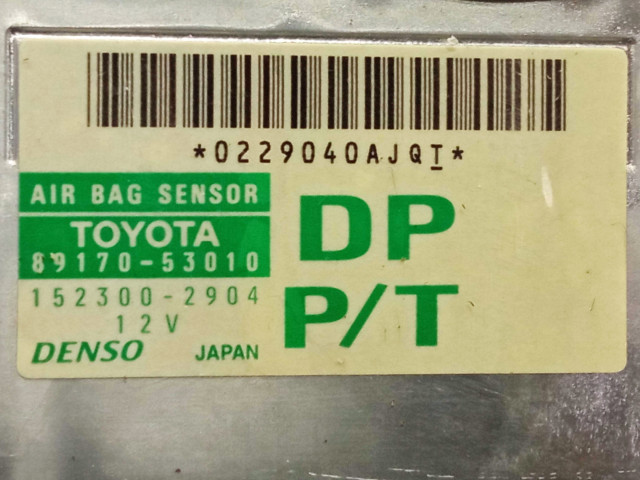 *0229040AJQT*
AIR BAG SENSOR
TOYOTA
89170-53010
152300-2904
12V
DENSO JAPAN
DP
P/T